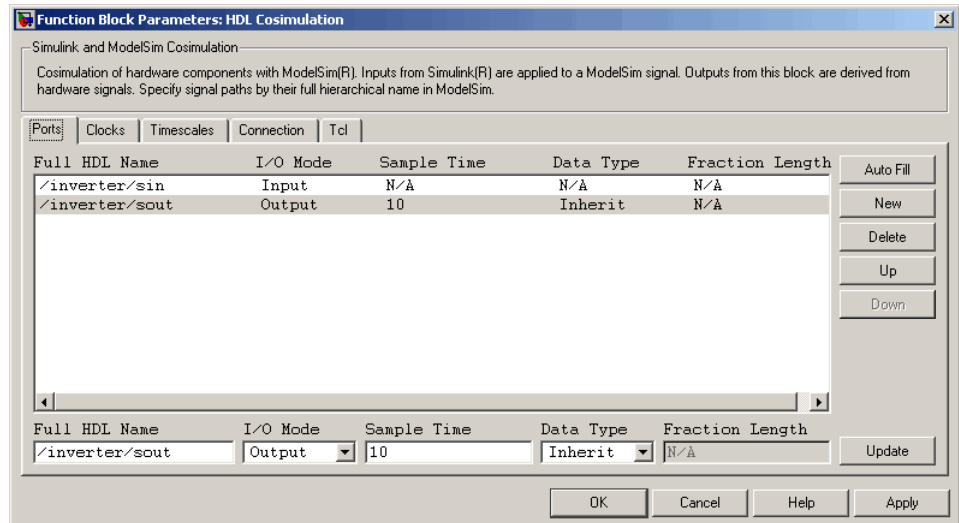 Function Block Parameters: HDL Cosimulation
Simulink and ModelSim Cosimulation
Cosimulation of hardware components with ModelSim(R). Inputs from Simulink(R) are applied to a ModelSim signal. Outputs from this block are derived from
hardware signals. Specify signal paths by their full hierarchical name in ModelSim.
Ports Clocks Timescales Connection Tcl
Full HDL Name I/O Mode Sample Time Data Type Fraction Length
/inverter/sin Input N/A N/A N/A
/inverter/sout Output 10 Inherit N/A
Auto Fill
New
Delete
Up
Down
Full HDL Name I/O Mode Sample Time Data Type Fraction Length
/inverter/sout Output 10 Inherit N/A Update
OK Cancel Help Apply